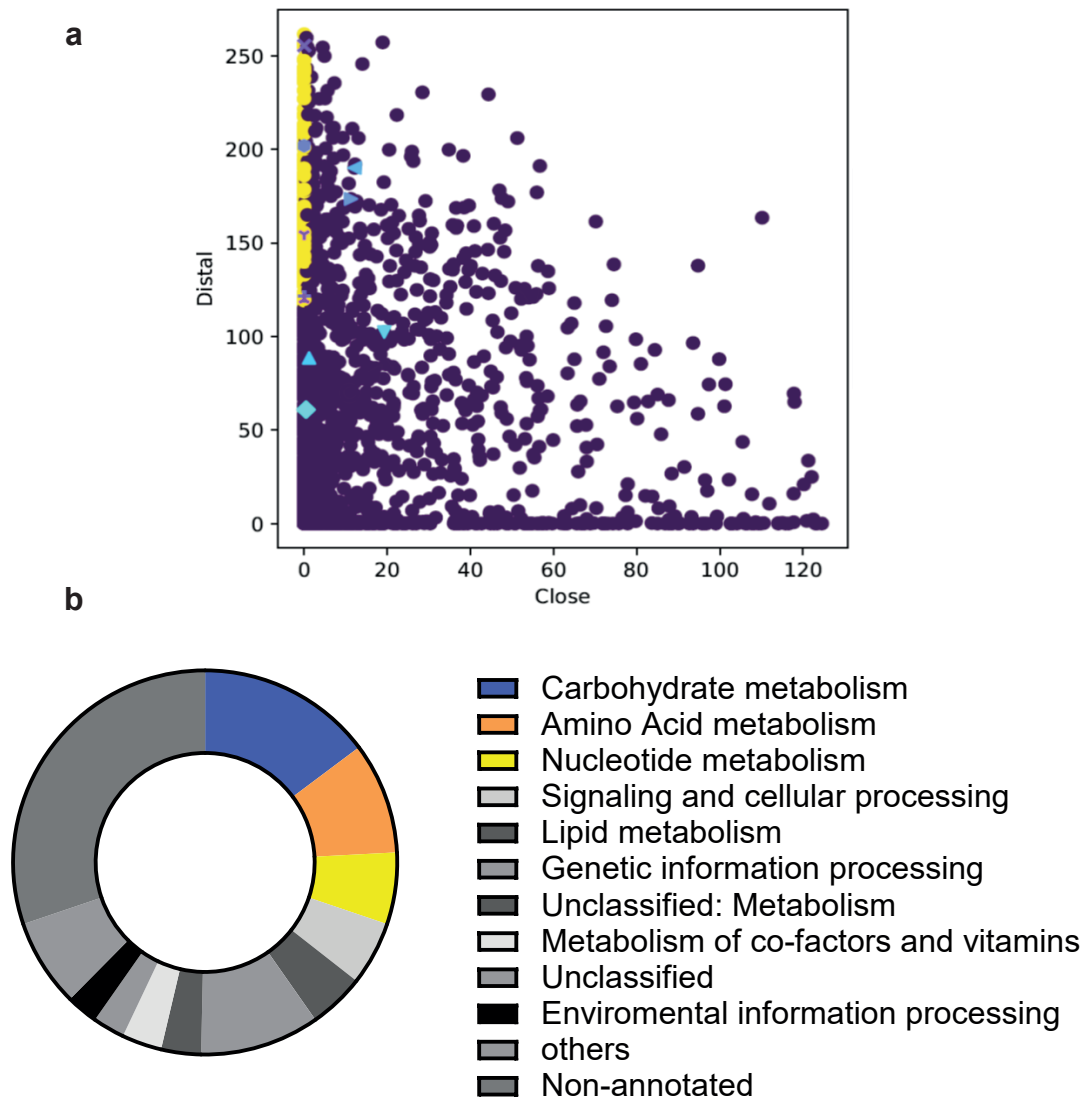 a
250
200
150
100
50
0
Distal
0 20 40 60 80 100 120
Close
b
Carbohydrate metabolism
Amino Acid metabolism
Nucleotide metabolism
Signaling and cellular processing
Lipid metabolism
Genetic information processing
Unclassified: Metabolism
Metabolism of co-factors and vitamins
Unclassified
Enviromental information processing
others
Non-annotated